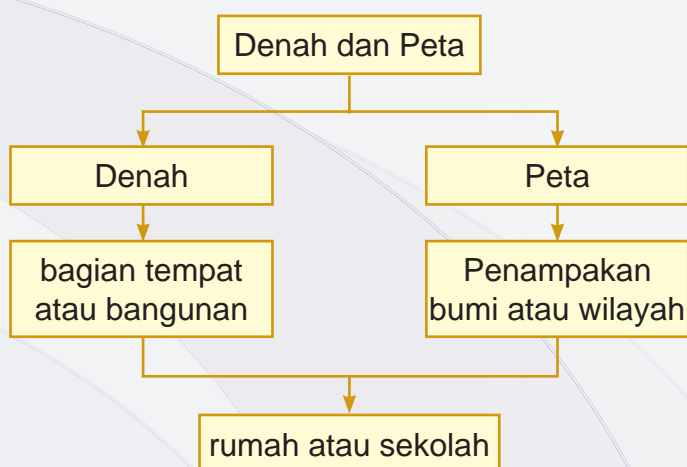 Denah dan Peta
Denah
Peta
bagian tempat
atau bangunan
Penampakan
bumi atau wilayah
rumah atau sekolah